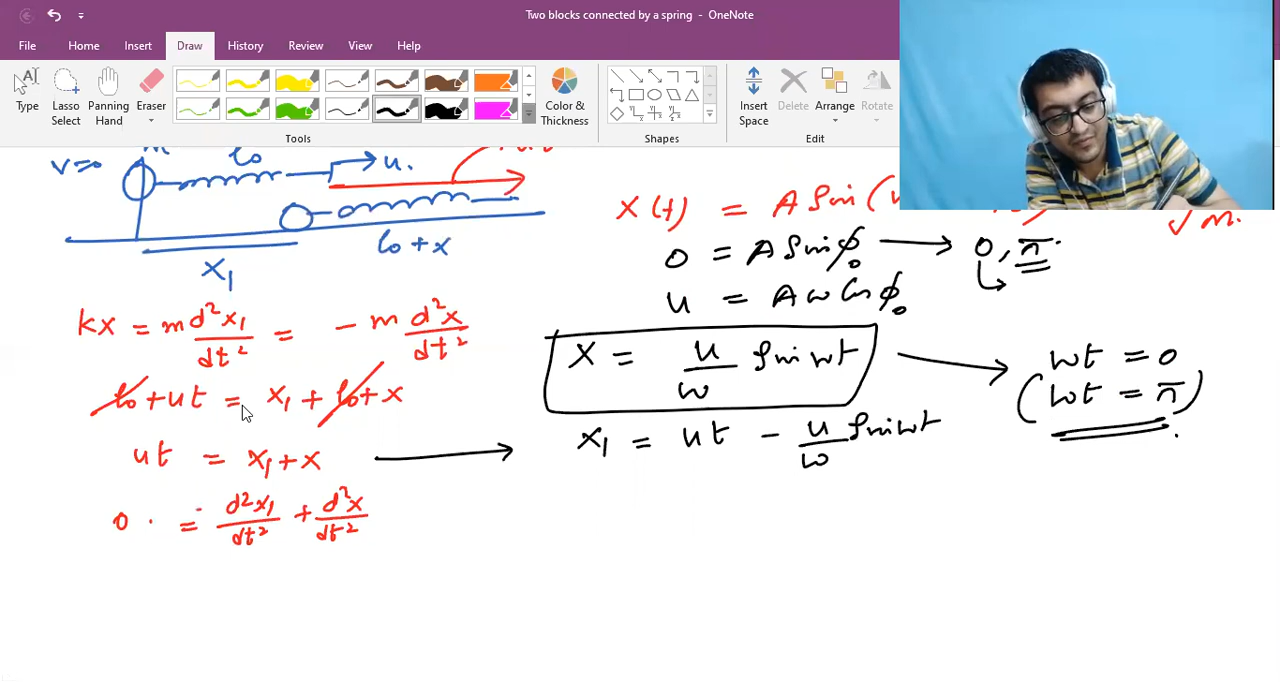 Two blocks connected by a spring - OneNote
File Home Insert Draw History Review View Help
Type Lasso Select Panning Hand Eraser Color & Thickness Insert Space Delete Arrange Rotate
Tools Shapes Edit
V=0 m l₀ u.
l₀+x
x₁
kx = m d²x₁/dt² = - m d²x/dt²
l₀+ut = x₁ + l₀+x
ut = x₁+x
0 = d²x₁/dt² + d²x/dt²
x(t) = A Sin(
√ m.
0 = A Sin φ₀ → 0, π.
u = Aω Cos φ₀
x = u/ω Sin ωt
ωt = 0
(ωt = π)
x₁ = ut - u/ω Sin ωt